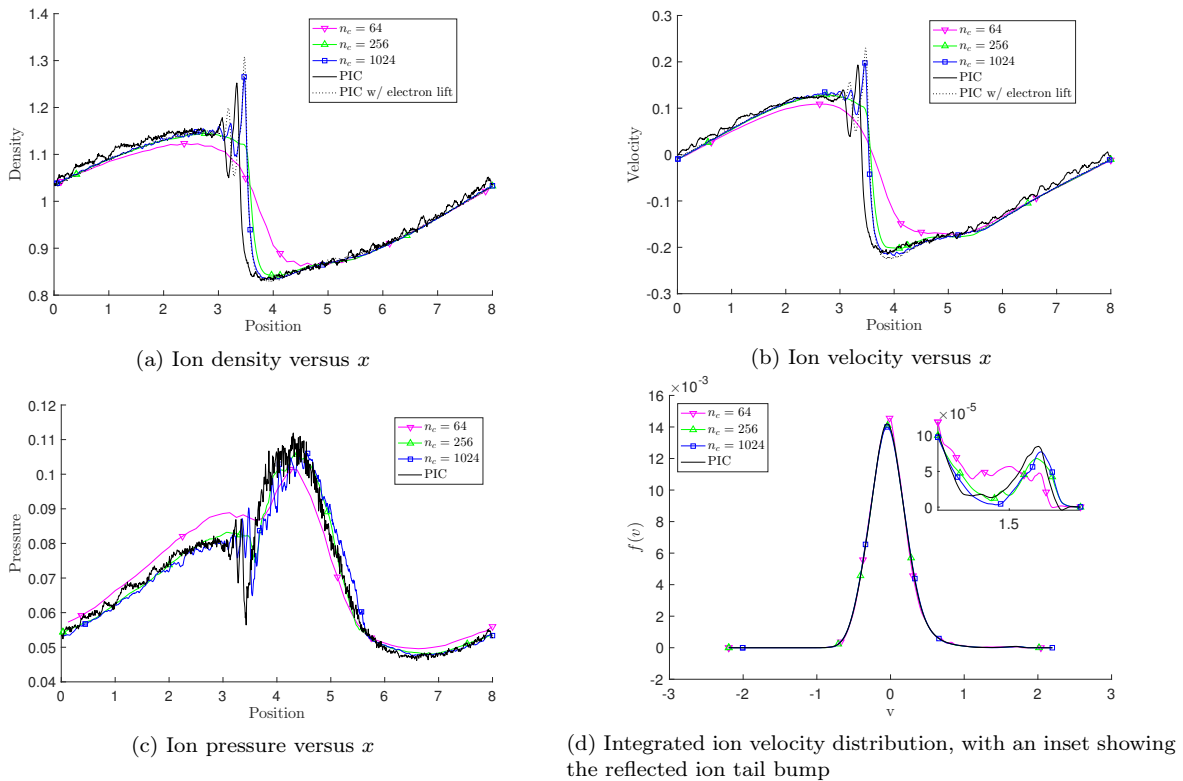 1.4
1.3
1.2
1.1
1
0.9
0.8
Density
0 1 2 3 4 5 6 7 8
Position
n_c = 64
n_c = 256
n_c = 1024
PIC
PIC w/ electron lift
(a) Ion density versus x
0.3
0.2
0.1
0
-0.1
-0.2
-0.3
Velocity
0 1 2 3 4 5 6 7 8
Position
n_c = 64
n_c = 256
n_c = 1024
PIC
PIC w/ electron lift
(b) Ion velocity versus x
0.12
0.11
0.1
0.09
0.08
0.07
0.06
0.05
0.04
Pressure
0 1 2 3 4 5 6 7 8
Position
n_c = 64
n_c = 256
n_c = 1024
PIC
(c) Ion pressure versus x
×10^-3
16
14
12
10
8
6
4
2
0
-2
f(v)
-3 -2 -1 0 1 2 3
v
n_c = 64
n_c = 256
n_c = 1024
PIC
× 10^-5
10
5
0
1.5
(d) Integrated ion velocity distribution, with an inset showing
the reflected ion tail bump